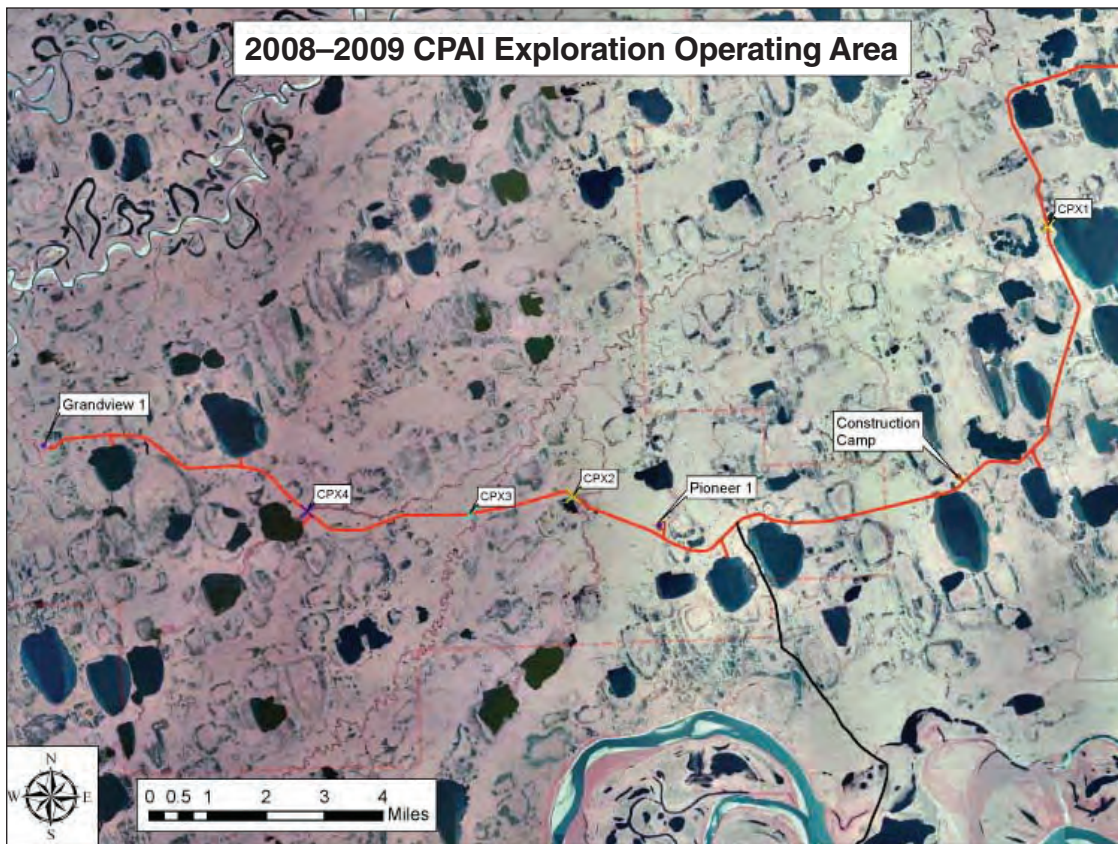 2008–2009 CPAI Exploration Operating Area
CPX1
Grandview 1
Construction
Camp
CPX4
CPX3
CPX2
Pioneer 1
N
W E
S
0 0.5 1 2 3 4
Miles